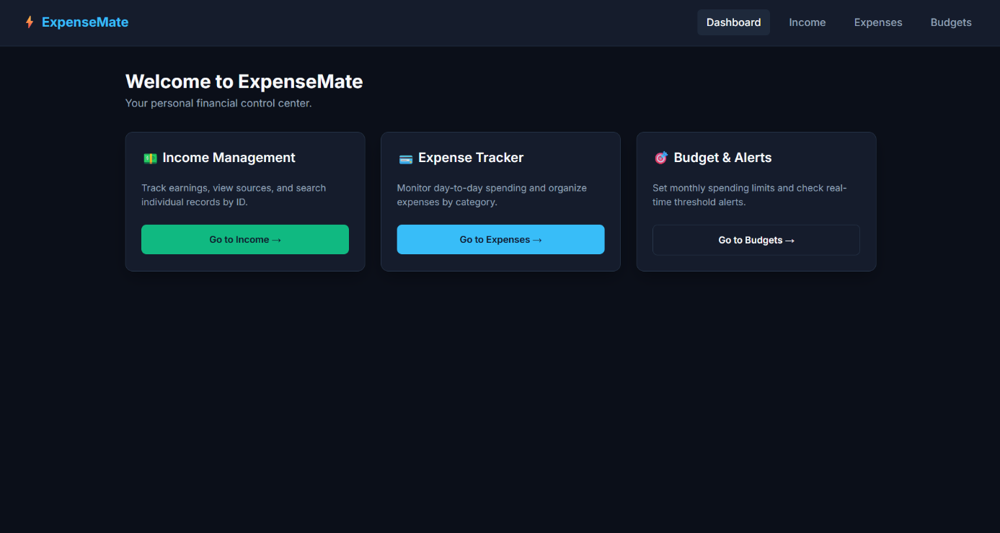 ExpenseMate
Dashboard Income Expenses Budgets
Welcome to ExpenseMate
Your personal financial control center.
Income Management
Track earnings, view sources, and search
individual records by ID.
Go to Income →
Expense Tracker
Monitor day-to-day spending and organize
expenses by category.
Go to Expenses →
Budget & Alerts
Set monthly spending limits and check real-
time threshold alerts.
Go to Budgets →